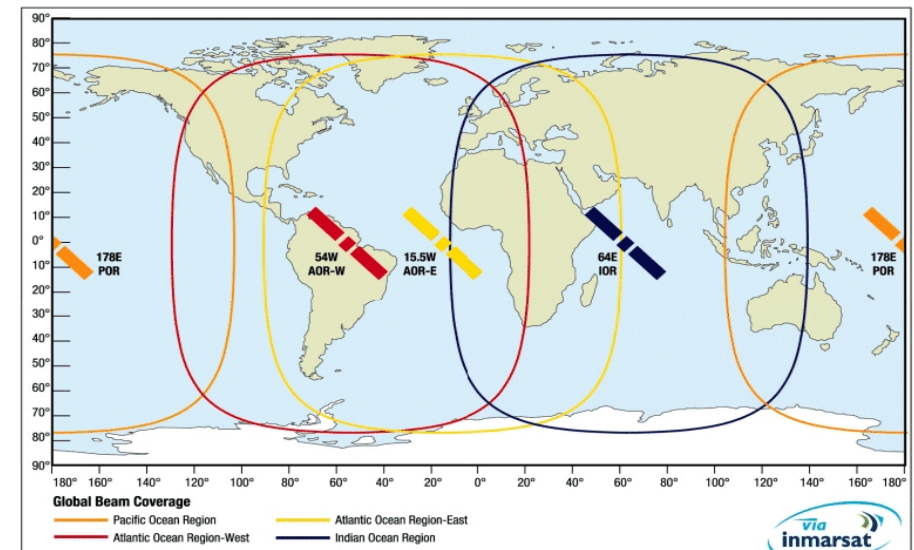 90°
80°
70°
60°
50°
40°
30°
20°
10°
0°
10°
20°
30°
40°
50°
60°
70°
80°
90°
178E
POR
54W
AOR-W
15.5W
AOR-E
64E
IOR
178E
POR
180° 160° 140° 120° 100° 80° 60° 40° 20° 0° 20° 40° 60° 80° 100° 120° 140° 160° 180°
Global Beam Coverage
Pacific Ocean Region
Atlantic Ocean Region-East
Atlantic Ocean Region-West
Indian Ocean Region
via
inmarsat